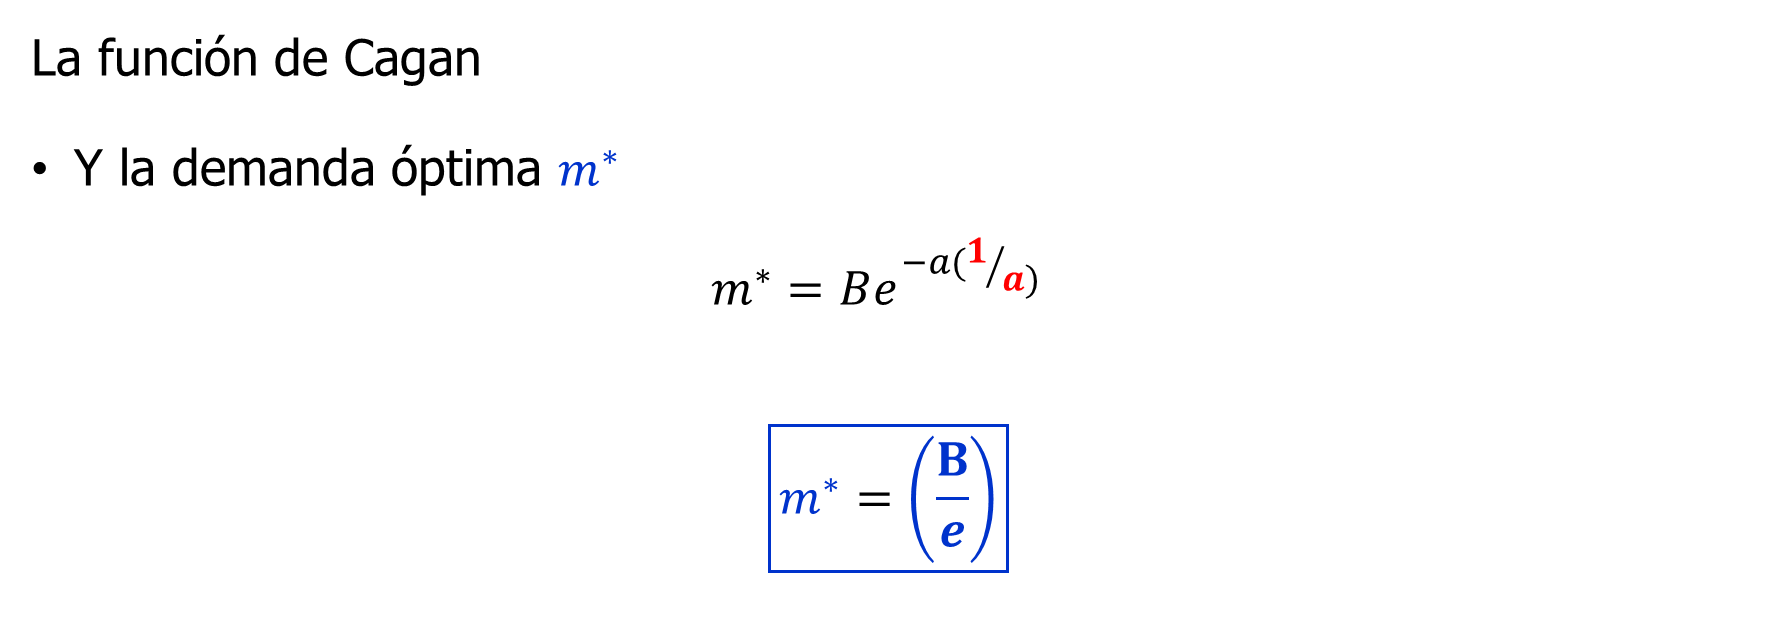 La función de Cagan
• Y la demanda óptima m*
m* = Be^{-a(1/a)}
m* = (B/e)